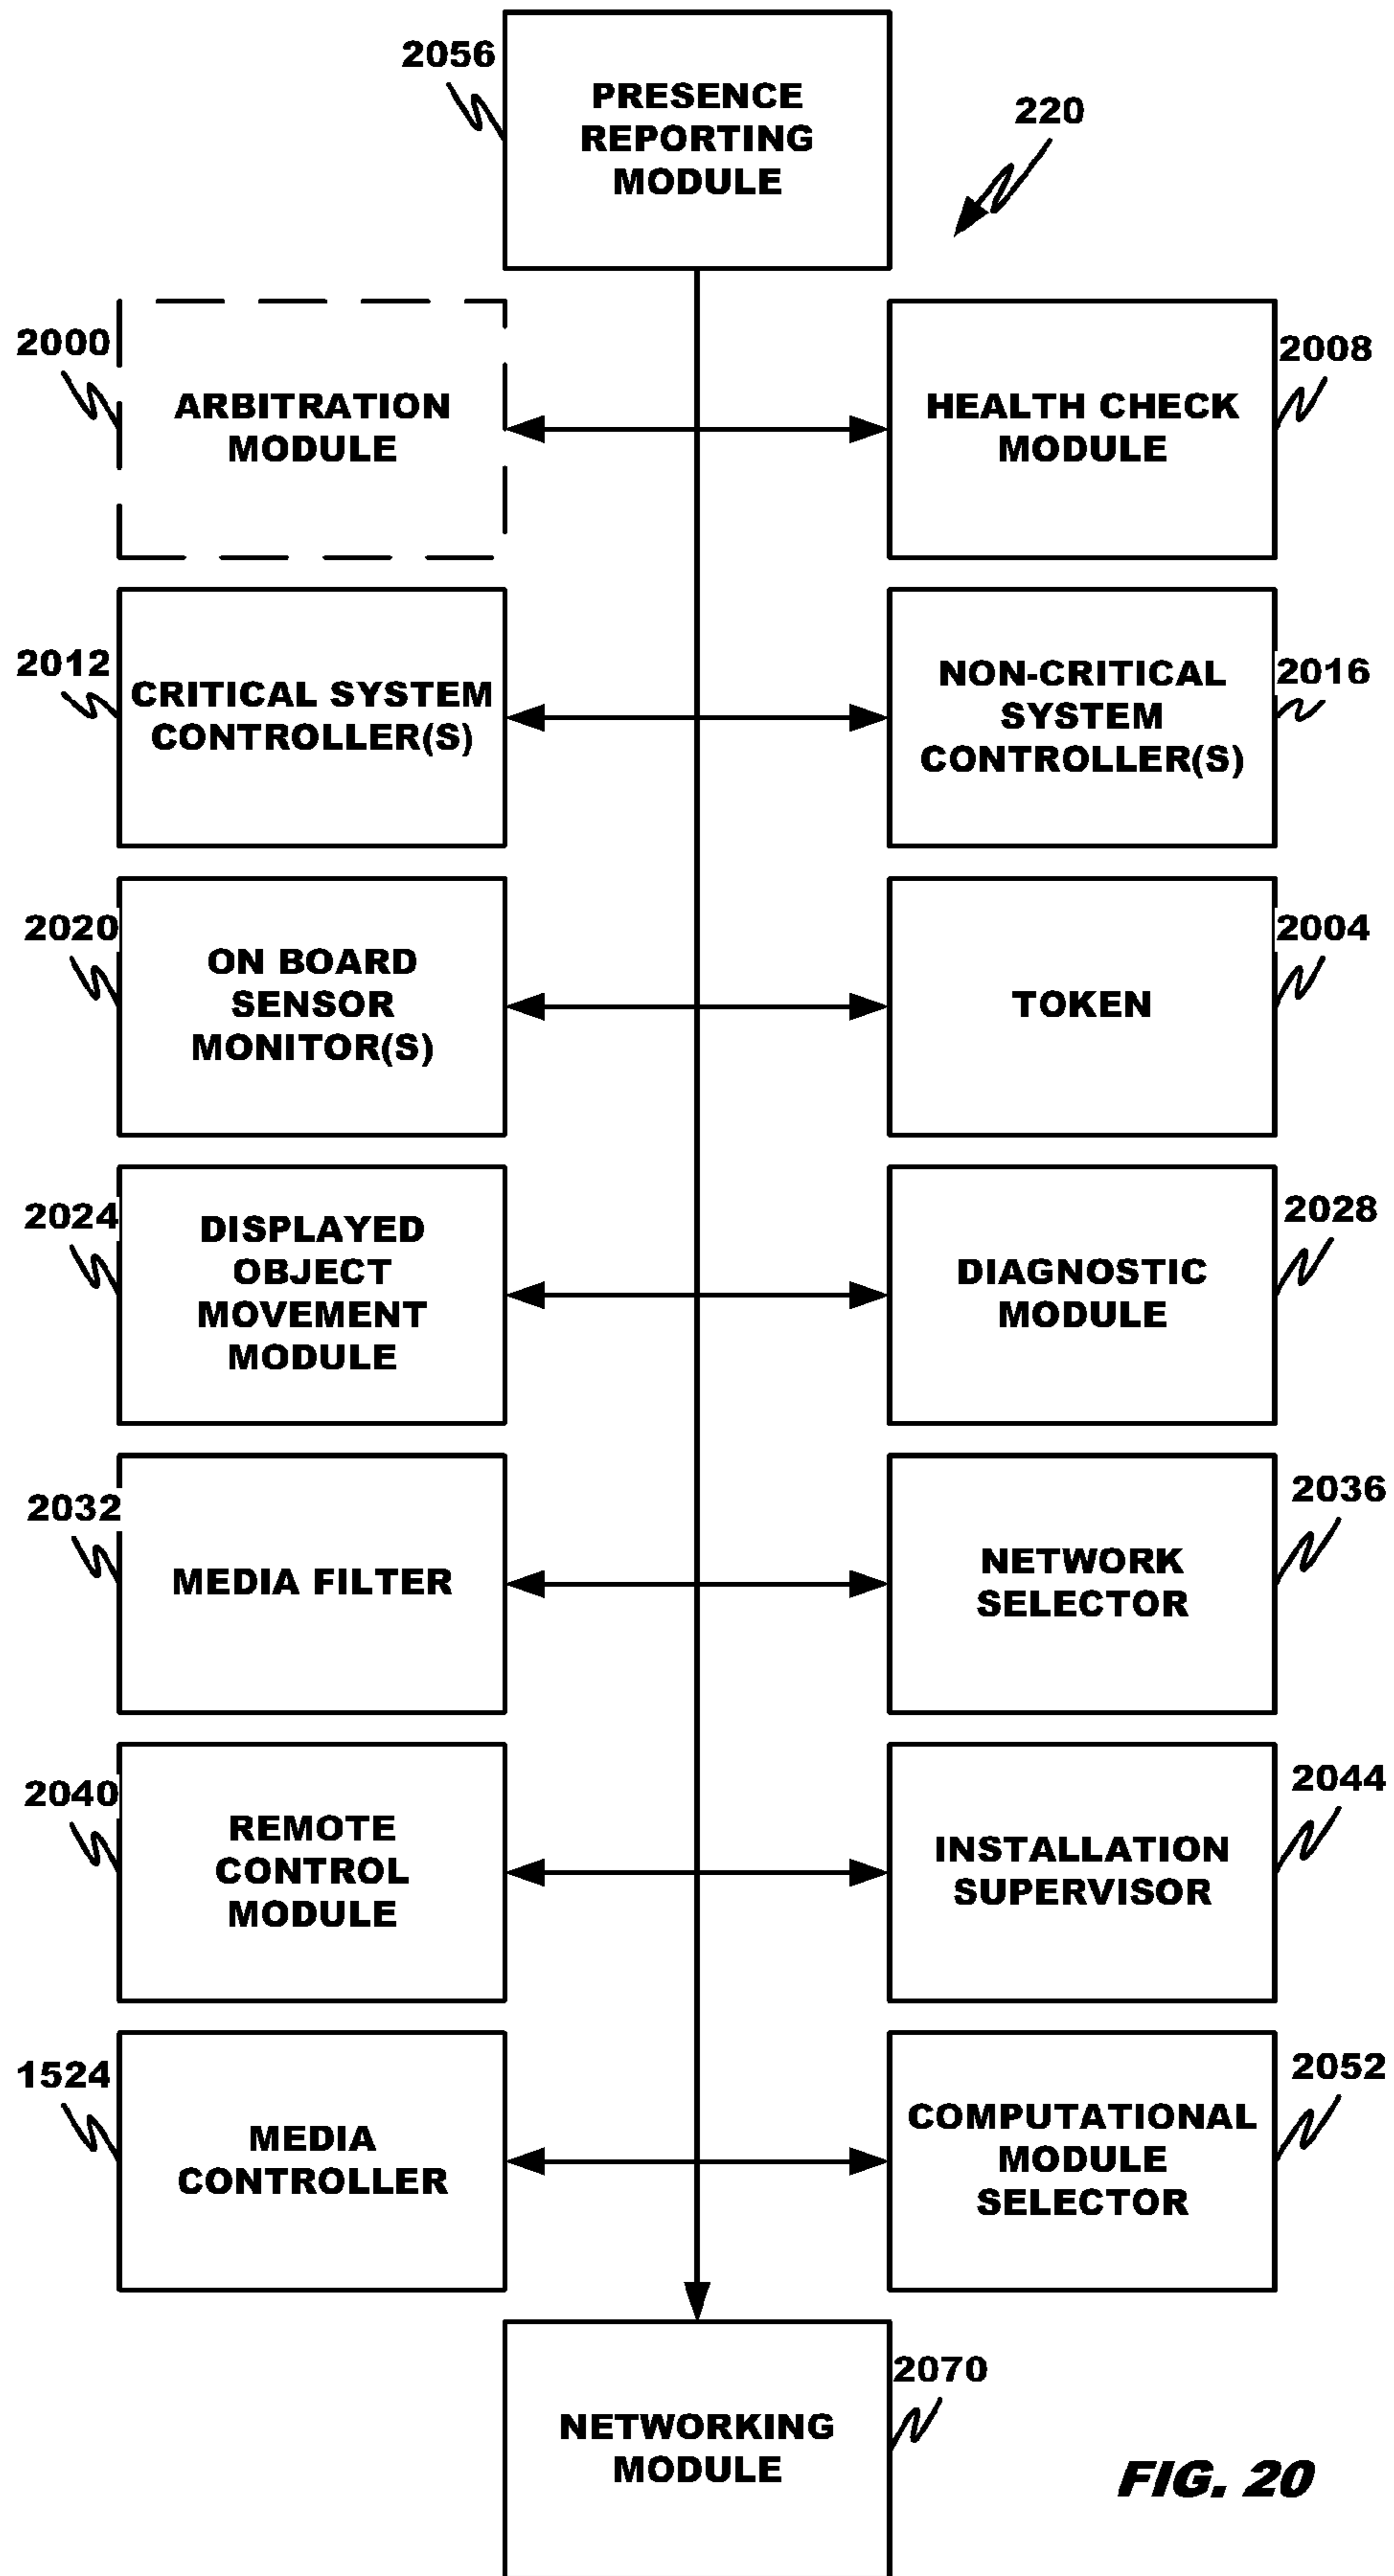 2056
PRESENCE
REPORTING
MODULE
220
2000
ARBITRATION
MODULE
2008
HEALTH CHECK
MODULE
2012
CRITICAL SYSTEM
CONTROLLER(S)
2016
NON-CRITICAL
SYSTEM
CONTROLLER(S)
2020
ON BOARD
SENSOR
MONITOR(S)
2004
TOKEN
2024
DISPLAYED
OBJECT
MOVEMENT
MODULE
2028
DIAGNOSTIC
MODULE
2032
MEDIA FILTER
2036
NETWORK
SELECTOR
2040
REMOTE
CONTROL
MODULE
2044
INSTALLATION
SUPERVISOR
1524
MEDIA
CONTROLLER
2052
COMPUTATIONAL
MODULE
SELECTOR
2070
NETWORKING
MODULE
FIG. 20